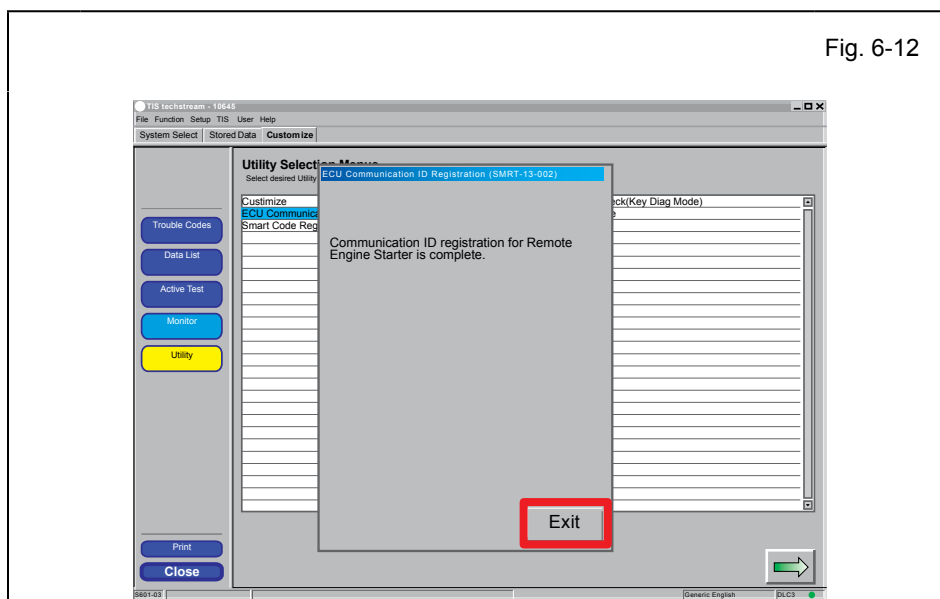 Fig. 6-12
TIS techstream - 10645
File Function Setup TIS User Help
System Select Stored Data Customize
Utility Selection Menus
Select desired Utility
ECU Communication ID Registration (SMRT-13-002)
Custimize
eck(Key Diag Mode)
ECU Communica
e
Smart Code Reg
Communication ID registration for Remote
Engine Starter is complete.
Trouble Codes
Data List
Active Test
Monitor
Utility
Exit
Print
Close
S601-03
Generic English
DLC3